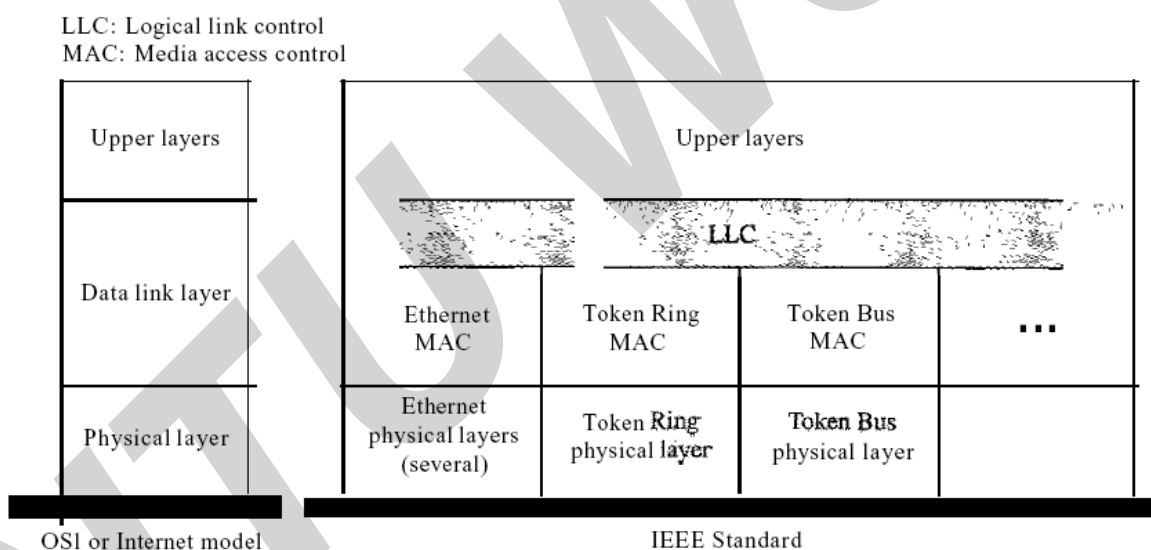 LLC: Logical link control
MAC: Media access control
Upper layers
Data link layer
Physical layer
OS1 or Internet model
Upper layers
LLC
Ethernet
MAC
Token Ring
MAC
Token Bus
MAC
...
Ethernet
physical layers
(several)
Token Ring
physical layer
Token Bus
physical layer
IEEE Standard